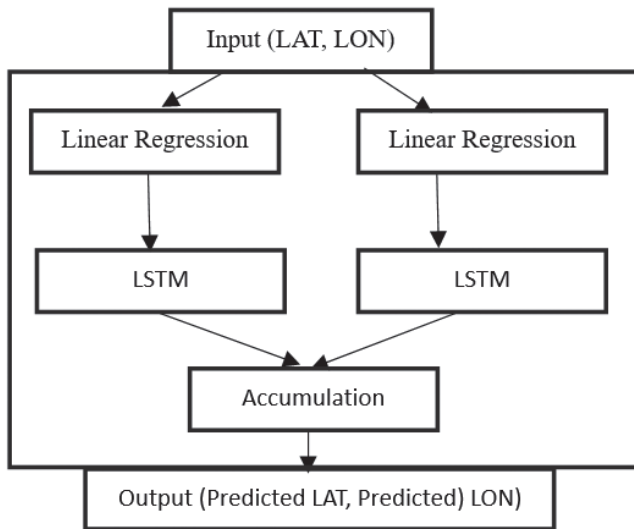 Input (LAT, LON)
Linear Regression
Linear Regression
LSTM
LSTM
Accumulation
Output (Predicted LAT, Predicted) LON)